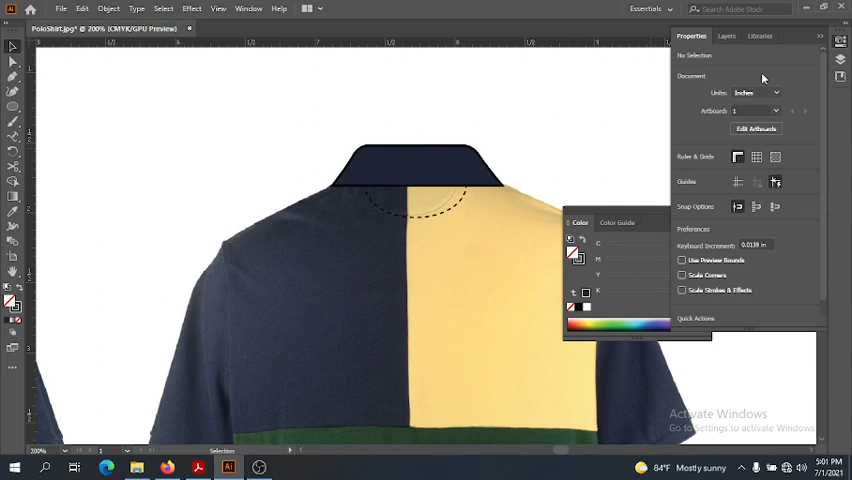 File Edit Object Type Select Effect View Window Help
Essentials
Search Adobe Stock
PoloShirt.jpg* @ 200% (CMYK/GPU Preview)
Properties Layers Libraries
No Selection
Document
Units: Inches
Artboard: 1
Edit Artboards
Ruler & Grids
Guides
Snap Options
Preferences
Keyboard Increment: 0.0139 in
Use Preview Bounds
Scale Corners
Scale Strokes & Effects
Quick Actions
Color Color Guide
C
M
Y
K
Activate Windows
Go to Settings to activate Windows.
200% 1 Selection
Ai
84°F Mostly sunny
5:01 PM
7/1/2021